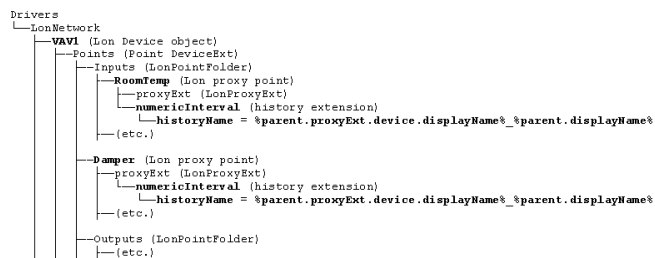 Drivers
LonNetwork
VAV1 (Lon Device object)
Points (Point DeviceExt)
Inputs (LonPointFolder)
RoomTemp (Lon proxy point)
proxyExt (LonProxyExt)
numericInterval (history extension)
historyName = %parent.proxyExt.device.displayName%_%parent.displayName%
(etc.)
Damper (Lon proxy point)
proxyExt (LonProxyExt)
numericInterval (history extension)
historyName = %parent.proxyExt.device.displayName%_%parent.displayName%
(etc.)
Outputs (LonPointFolder)
(etc.)